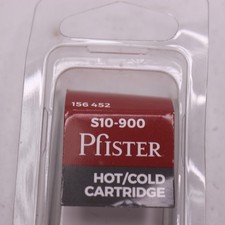 156 452
S10-900
Pfister
HOT/COLD
CARTRIDGE